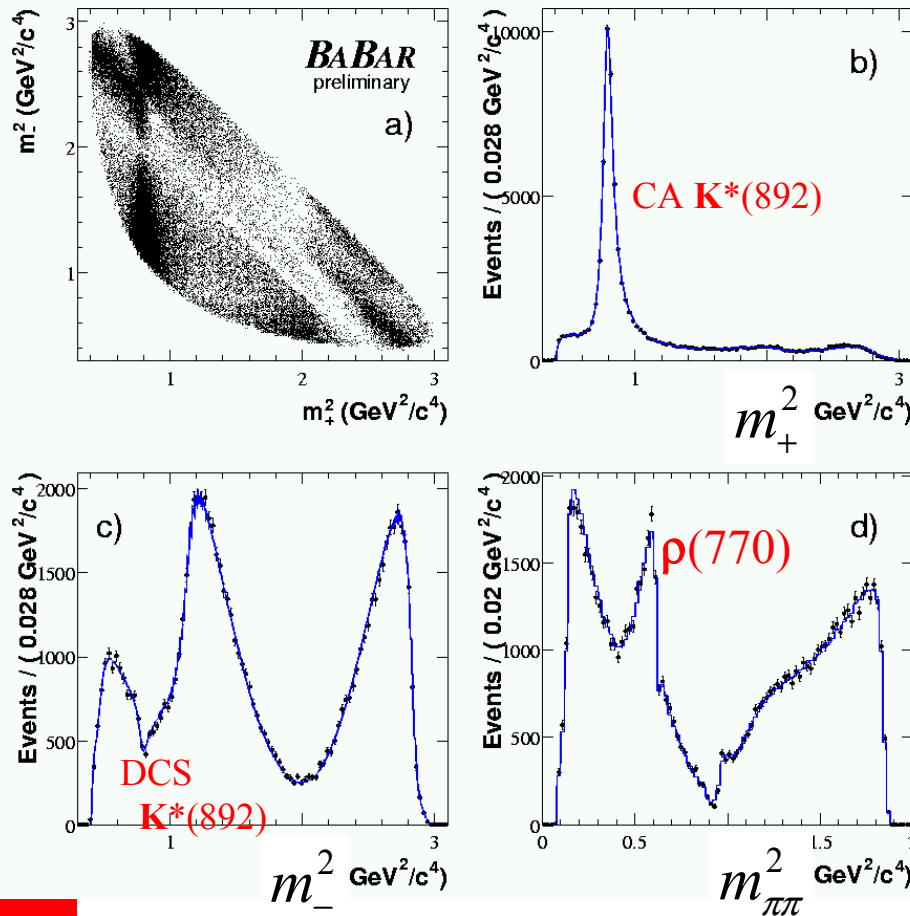 m²₋ (GeV²/c⁴)
3
2
1
BABAR
preliminary
a)
1
2
3
m²₊ (GeV²/c⁴)
Events / ( 0.028 GeV²/c⁴)
10000
5000
0
b)
CA K*(892)
1
3
m²₊ GeV²/c⁴)
Events / ( 0.028 GeV²/c⁴)
2000
1500
1000
500
0
c)
DCS
K*(892)
1
3
m²₋ GeV²/c⁴)
Events / ( 0.02 GeV²/c⁴)
2000
1500
1000
500
0
ρ(770)
d)
0
0.5
1.5
m²ππ GeV²/c⁴)